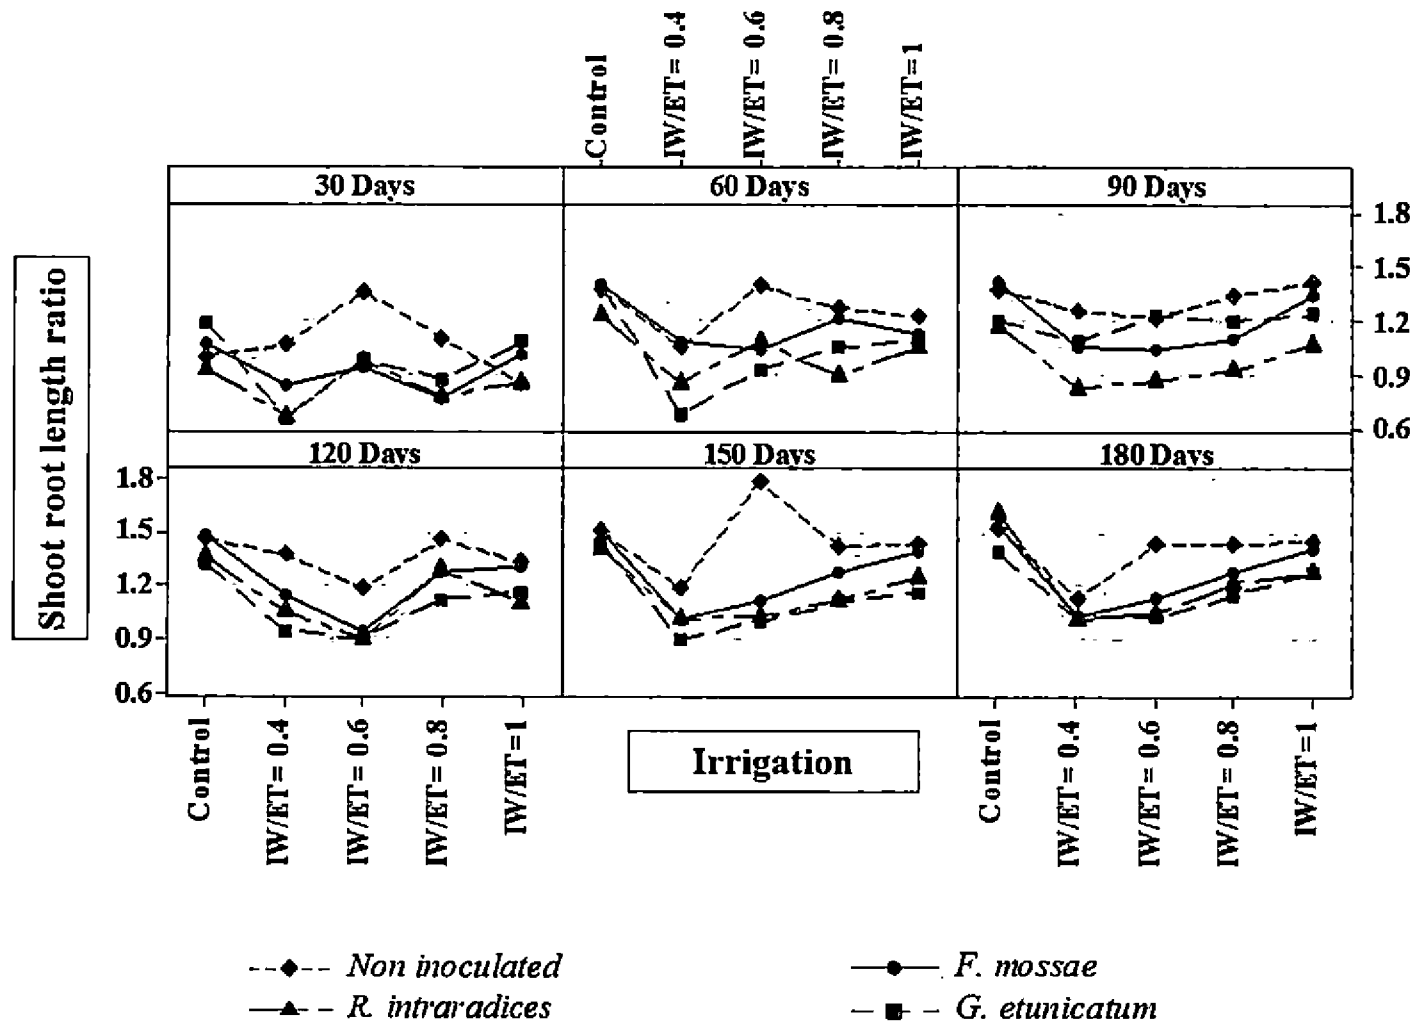 Control
IW/ET= 0.4
IW/ET= 0.6
IW/ET= 0.8
IW/ET=1
30 Days
60 Days
90 Days
1.8
1.5
1.2
0.9
0.6
Shoot root length ratio
120 Days
150 Days
180 Days
1.8
1.5
1.2
0.9
0.6
Control
IW/ET= 0.4
IW/ET= 0.6
IW/ET= 0.8
IW/ET=1
Irrigation
Control
IW/ET= 0.4
IW/ET= 0.6
IW/ET= 0.8
IW/ET=1
Non inoculated
F. mossae
R. intraradices
G. etunicatum